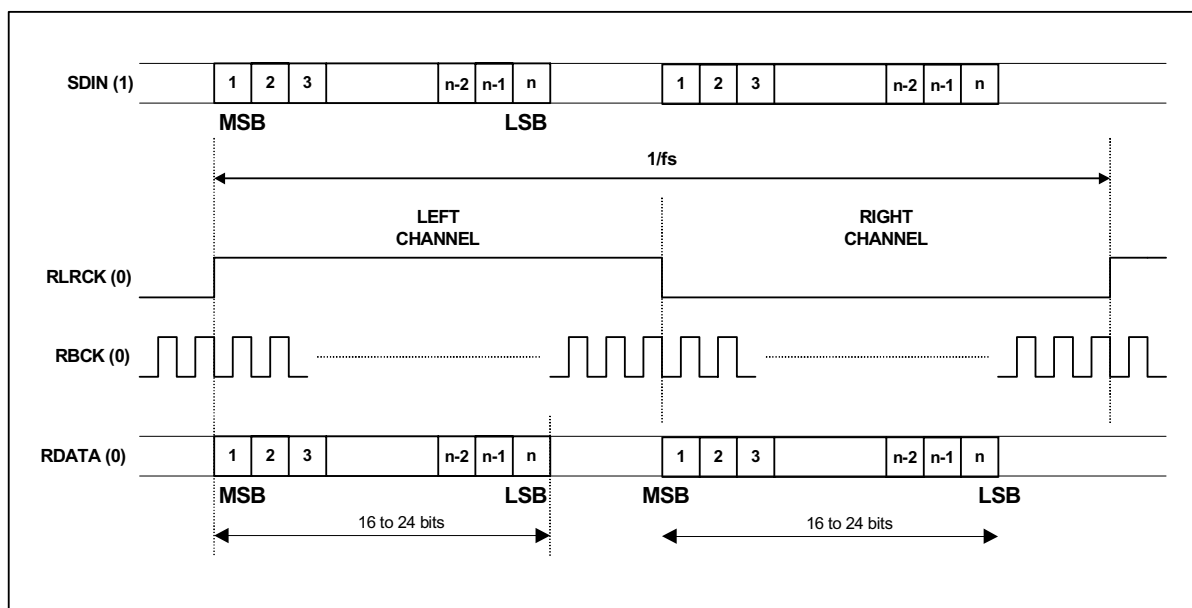 SDIN (1) 1 2 3 n-2 n-1 n 1 2 3 n-2 n-1 n
MSB LSB
1/fs
LEFT CHANNEL RIGHT CHANNEL
RLRCK (0)
RBCK (0)
RDATA (0) 1 2 3 n-2 n-1 n 1 2 3 n-2 n-1 n
MSB LSB MSB LSB
16 to 24 bits 16 to 24 bits